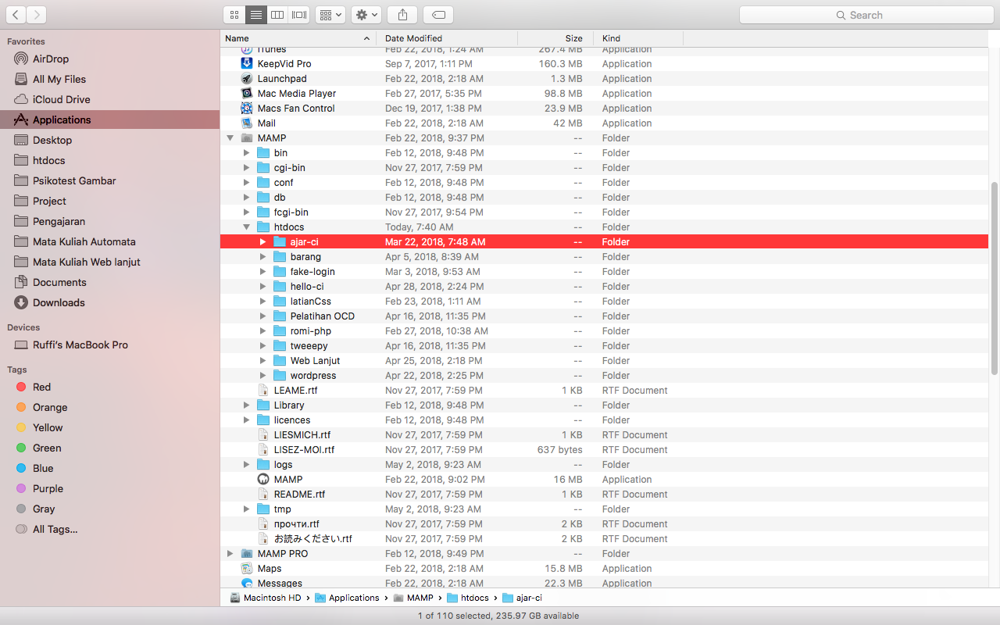 Search
Favorites
AirDrop
All My Files
iCloud Drive
Applications
Desktop
htdocs
Psikotest Gambar
Project
Pengajaran
Mata Kuliah Automata
Mata Kuliah Web lanjut
Documents
Downloads
Devices
Ruffi's MacBook Pro
Tags
Red
Orange
Yellow
Green
Blue
Purple
Gray
All Tags...
Name Date Modified Size Kind
iTunes Feb 22, 2018, 1:24 AM 267.4 MB Application
KeepVid Pro Sep 7, 2017, 1:11 PM 160.3 MB Application
Launchpad Feb 22, 2018, 2:18 AM 1.3 MB Application
Mac Media Player Feb 27, 2017, 5:35 PM 98.8 MB Application
Macs Fan Control Dec 19, 2017, 1:38 PM 23.9 MB Application
Mail Feb 22, 2018, 2:18 AM 42 MB Application
MAMP Feb 22, 2018, 9:37 PM -- Folder
bin Feb 12, 2018, 9:48 PM -- Folder
cgi-bin Nov 27, 2017, 7:59 PM -- Folder
conf Feb 12, 2018, 9:48 PM -- Folder
db Feb 12, 2018, 9:48 PM -- Folder
fcgi-bin Nov 27, 2017, 9:54 PM -- Folder
htdocs Today, 7:40 AM -- Folder
ajar-ci Mar 22, 2018, 7:48 AM -- Folder
barang Apr 5, 2018, 8:39 AM -- Folder
fake-login Mar 3, 2018, 9:53 AM -- Folder
hello-ci Apr 28, 2018, 2:24 PM -- Folder
latianCss Feb 23, 2018, 1:11 AM -- Folder
Pelatihan OCD Apr 16, 2018, 11:35 PM -- Folder
romi-php Feb 27, 2018, 10:38 AM -- Folder
tweeepy Apr 16, 2018, 11:35 PM -- Folder
Web Lanjut Apr 25, 2018, 2:18 PM -- Folder
wordpress Apr 22, 2018, 2:25 PM -- Folder
LEAME.rtf Nov 27, 2017, 7:59 PM 1 KB RTF Document
Library Feb 12, 2018, 9:48 PM -- Folder
licences Feb 12, 2018, 9:48 PM -- Folder
LIESMICH.rtf Nov 27, 2017, 7:59 PM 1 KB RTF Document
LISEZ-MOI.rtf Nov 27, 2017, 7:59 PM 637 bytes RTF Document
logs May 2, 2018, 9:23 AM -- Folder
MAMP Feb 22, 2018, 9:02 PM 16 MB Application
README.rtf Nov 27, 2017, 7:59 PM 1 KB RTF Document
tmp May 2, 2018, 9:23 AM -- Folder
прочти.rtf Nov 27, 2017, 7:59 PM 2 KB RTF Document
お読みください.rtf Nov 27, 2017, 7:59 PM 2 KB RTF Document
MAMP PRO Feb 12, 2018, 9:49 PM -- Folder
Maps Feb 22, 2018, 2:18 AM 15.8 MB Application
Messages Feb 22, 2018, 2:18 AM 22.3 MB Application
Macintosh HD › Applications › MAMP › htdocs › ajar-ci
1 of 110 selected, 235.97 GB available